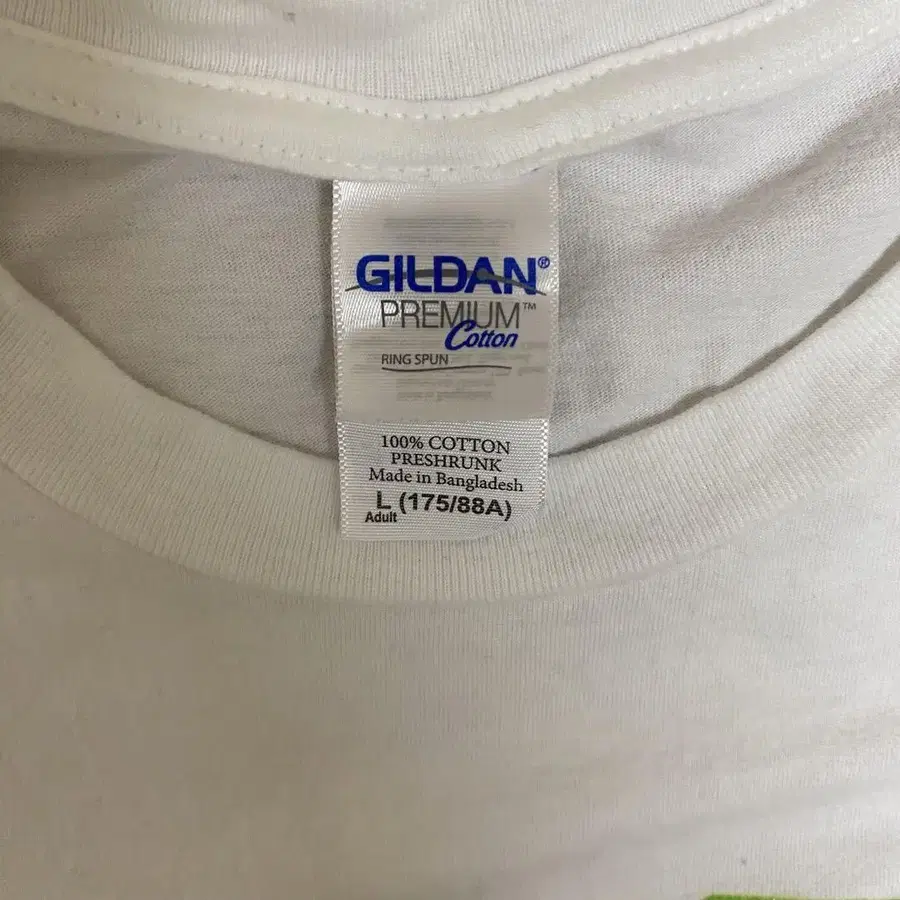 GILDAN®
PREMIUM™
Cotton
RING SPUN
100% COTTON
PRESHRUNK
Made in Bangladesh
L (175/88A)
Adult